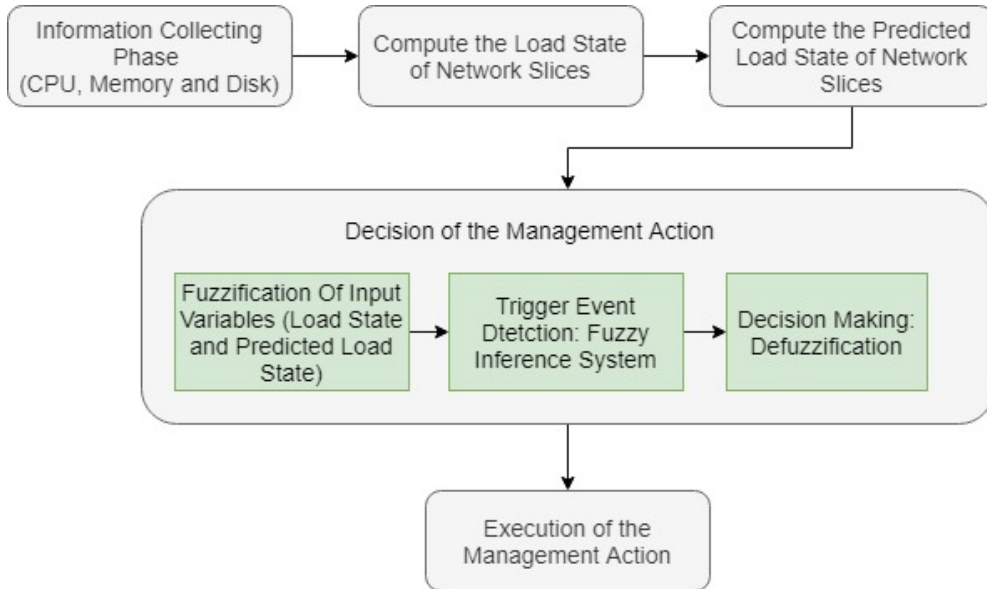 Information Collecting
Phase
(CPU, Memory and Disk)
Compute the Load State
of Network Slices
Compute the Predicted
Load State of Network
Slices
Decision of the Management Action
Fuzzification Of Input
Variables (Load State
and Predicted Load
State)
Trigger Event
Dtetction: Fuzzy
Inference System
Decision Making:
Defuzzification
Execution of the
Management Action